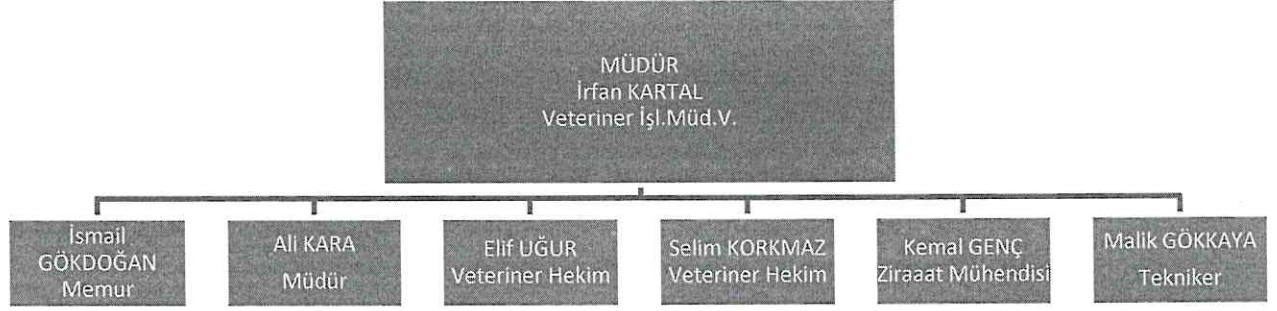 MÜDÜR
İrfan KARTAL
Veteriner İşl.Müd.V.
İsmail
GÖKDOĞAN
Memur
Ali KARA
Müdür
Elif UĞUR
Veteriner Hekim
Selim KORKMAZ
Veteriner Hekim
Kemal GENÇ
Ziraaat Mühendisi
Malik GÖKKAYA
Tekniker